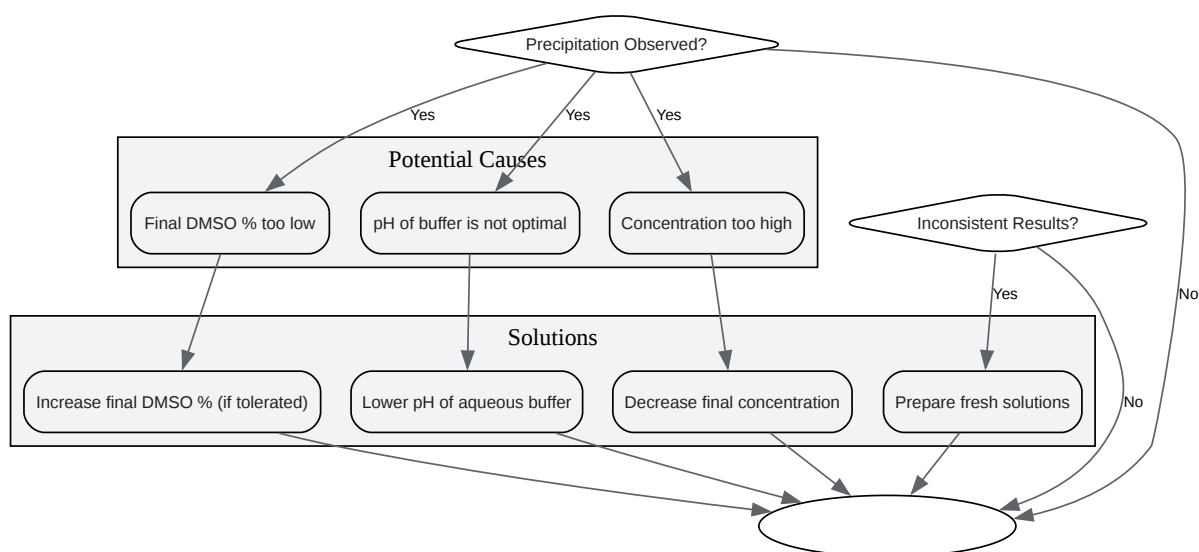 Precipitation Observed?
Yes
Yes
Yes
Potential Causes
Final DMSO % too low
pH of buffer is not optimal
Concentration too high
Inconsistent Results?
Yes
No
Solutions
Increase final DMSO % (if tolerated)
Lower pH of aqueous buffer
Decrease final concentration
Prepare fresh solutions
No